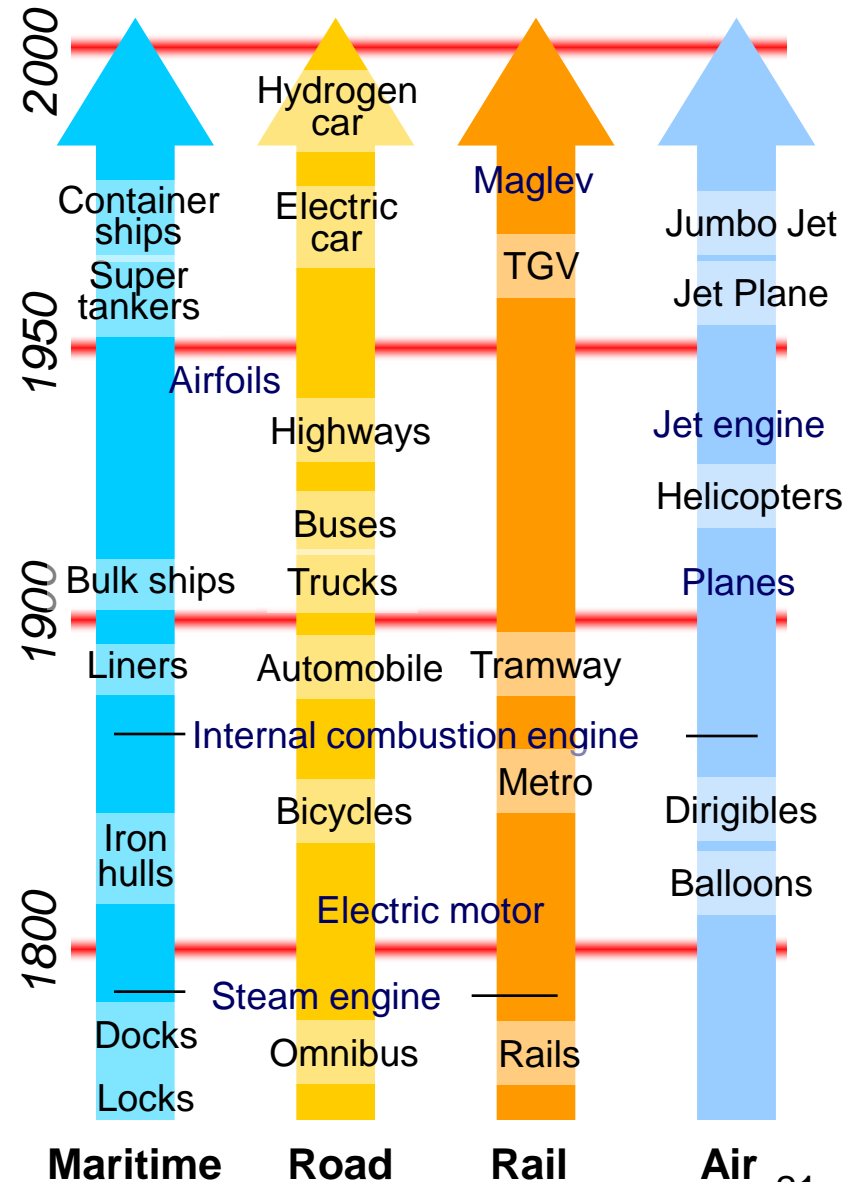 2000
Hydrogen
car
Maglev
Container
ships
Electric
car
Jumbo Jet
TGV
Super
tankers
Jet Plane
1950
Airfoils
Highways
Jet engine
Helicopters
Buses
1900
Bulk ships
Trucks
Planes
Liners
Automobile
Tramway
Internal combustion engine
Metro
Bicycles
Dirigibles
Iron
hulls
Balloons
Electric motor
1800
Steam engine
Docks
Omnibus
Rails
Locks
Maritime
Road
Rail
Air